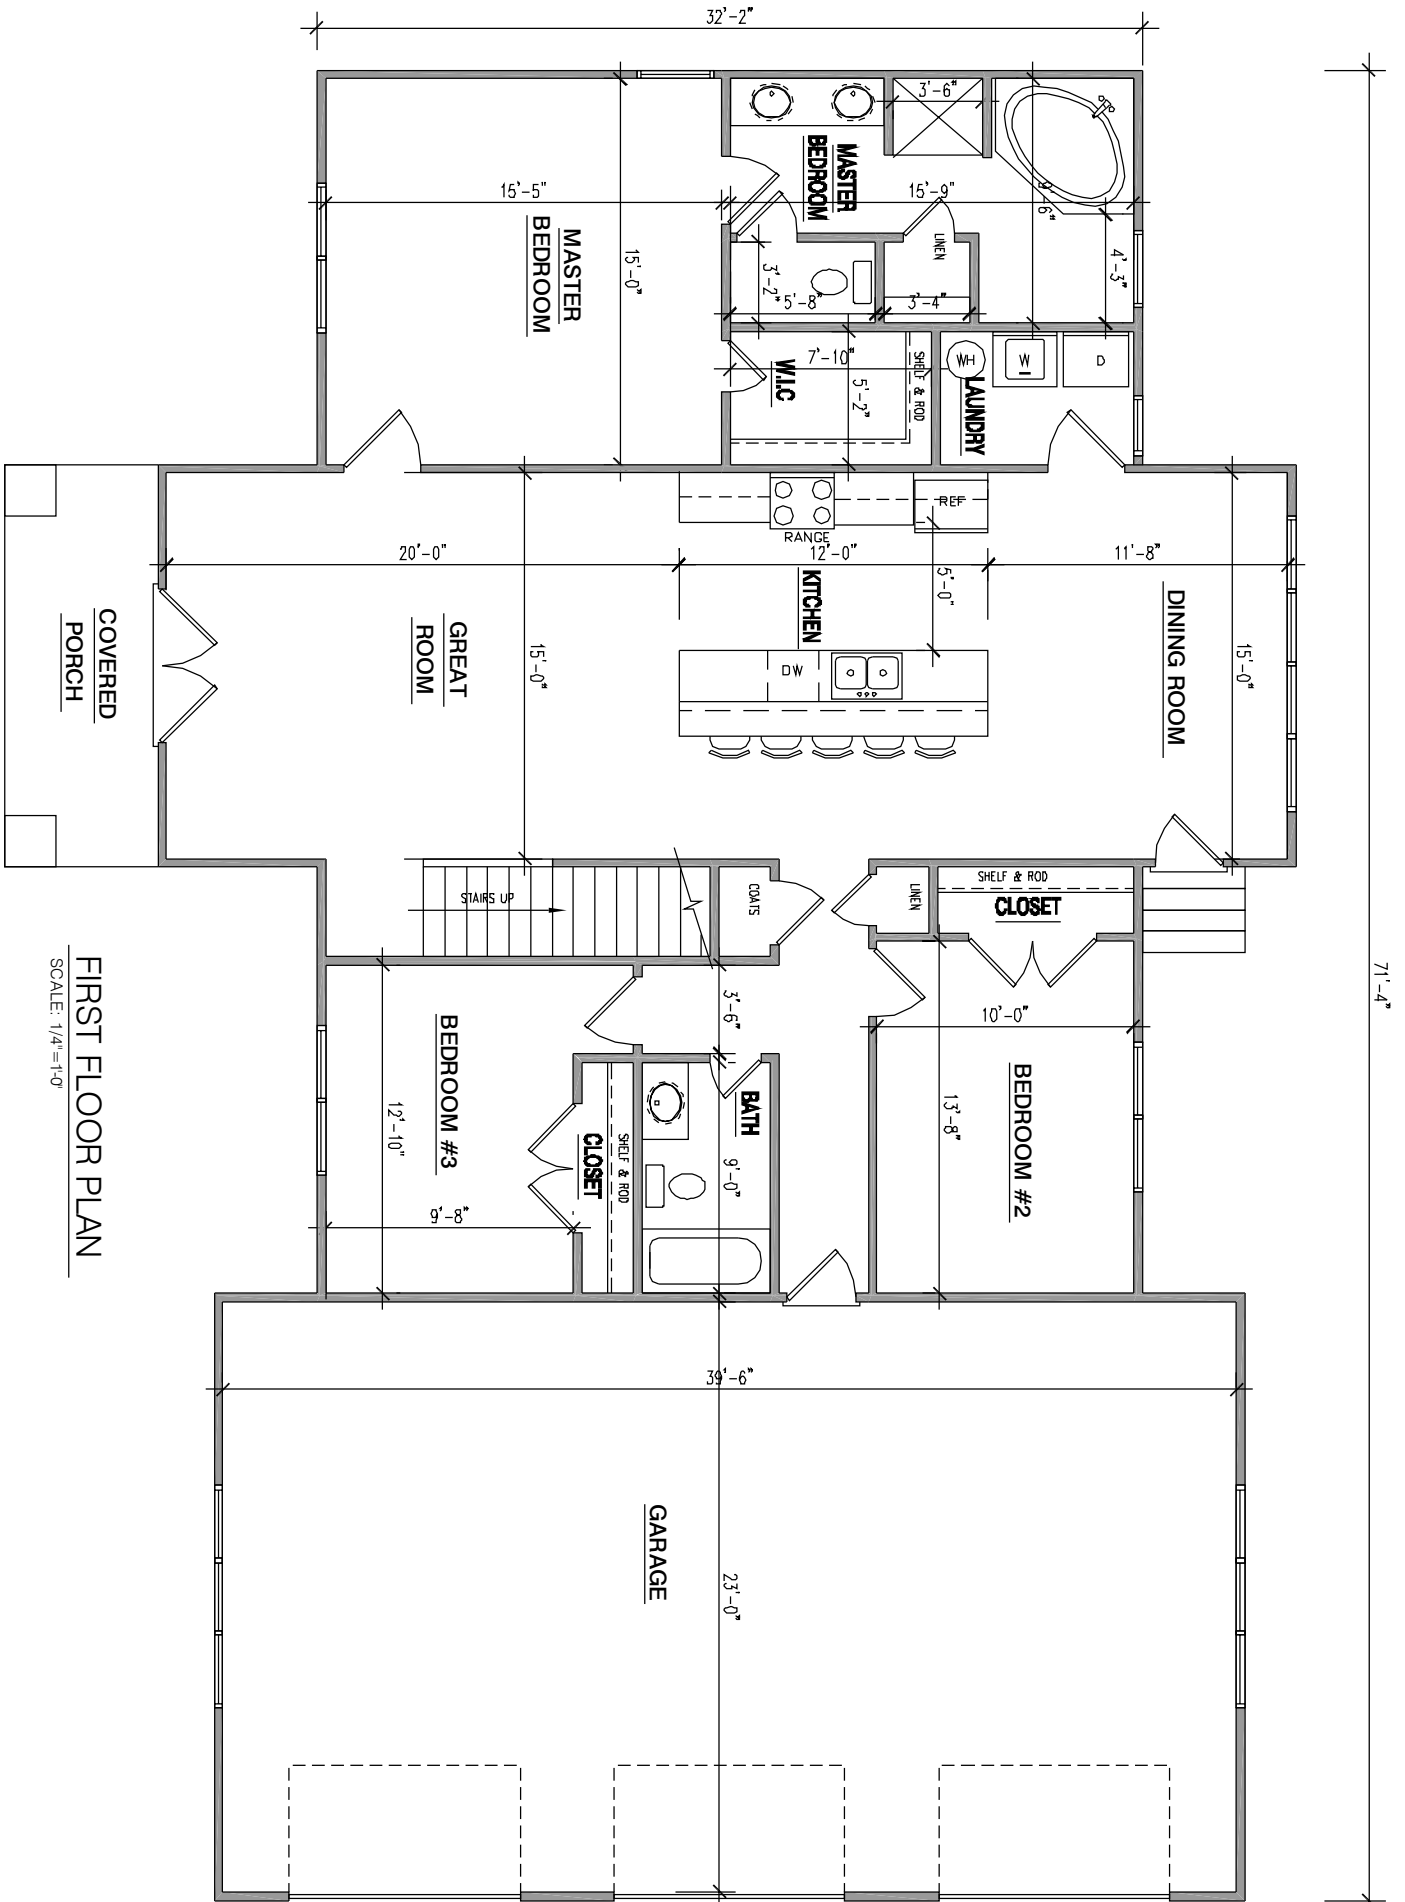 32'-2"
71'-4"
3'-6"
MASTER
BEDROOM
15'-9"
9'-6"
4'-3"
LINEN
3'-2"
5'-8"
3'-4"
15'-5"
MASTER
BEDROOM
15'-0"
7'-10"
W.I.C
5'-2"
SHELF & ROD
WH
W
D
LAUNDRY
REF
RANGE
20'-0"
12'-0"
11'-8"
KITCHEN
5'-0"
DINING ROOM
15'-0"
DW
COVERED
PORCH
GREAT
ROOM
15'-0"
STAIRS UP
COATS
LINEN
SHELF & ROD
CLOSET
3'-6"
10'-0"
BEDROOM #2
13'-8"
BEDROOM #3
12'-10"
9'-8"
CLOSET
SHELF & ROD
BATH
9'-0"
FIRST FLOOR PLAN
SCALE: 1/4"=1'-0"
39'-6"
GARAGE
23'-0"